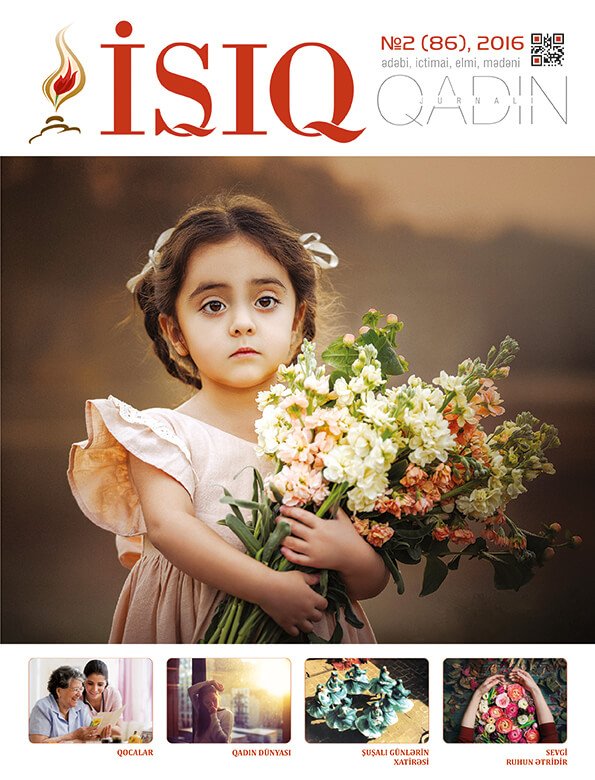 İŞIQ
№2 (86), 2016
ədəbi, ictimai, elmi, mədəni
QADIN
JURNALI
QOCALAR
QADIN DÜNYASI
ŞUŞALI GÜNLƏRİN
XATİRƏSİ
SEVGİ
RUHUN ƏTRİDİR